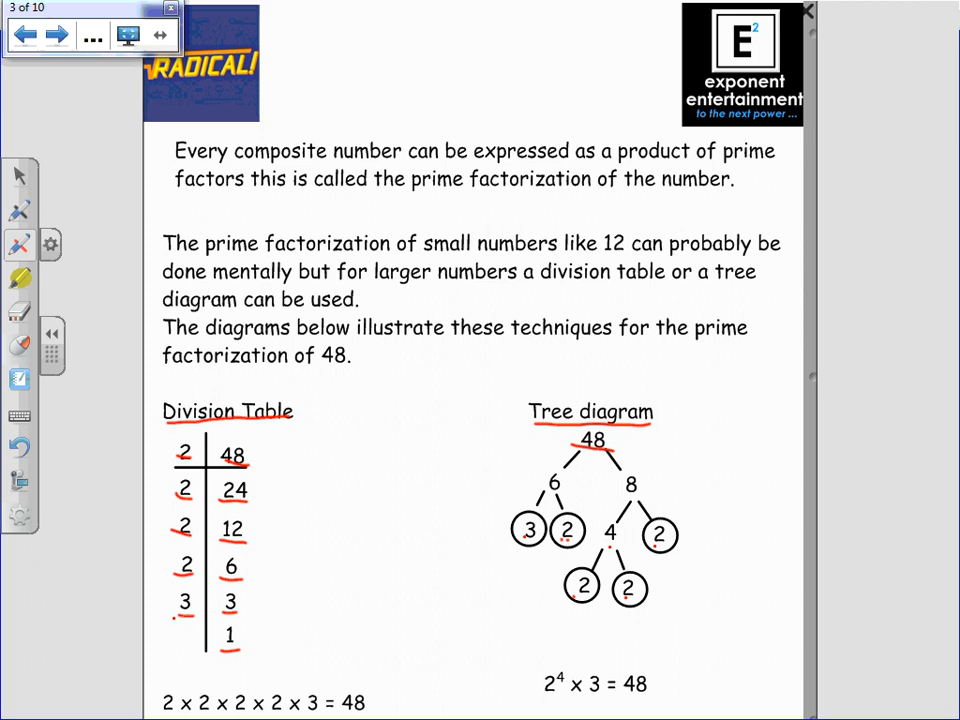 3 of 10
RADICAL!
E2
exponent
entertainment
to the next power ...
Every composite number can be expressed as a product of prime
factors this is called the prime factorization of the number.
The prime factorization of small numbers like 12 can probably be
done mentally but for larger numbers a division table or a tree
diagram can be used.
The diagrams below illustrate these techniques for the prime
factorization of 48.
Division Table
2 48
2 24
2 12
2 6
3 3
1
2 x 2 x 2 x 2 x 3 = 48
Tree diagram
48
6 8
3 2 4 2
2 2
2⁴ x 3 = 48